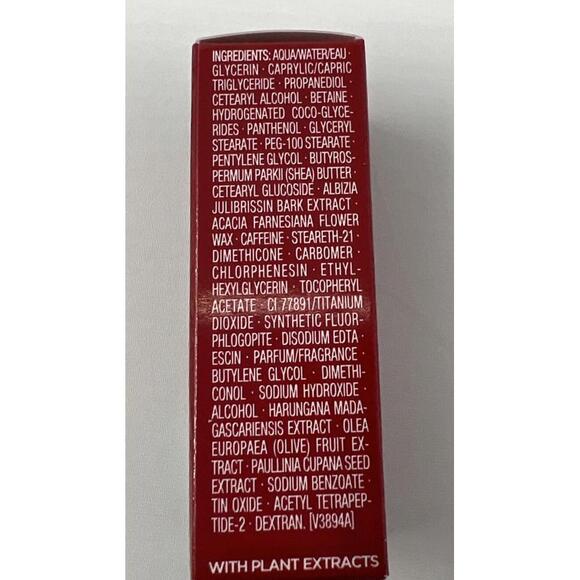 INGREDIENTS: AQUA/WATER/EAU ·
GLYCERIN · CAPRYLIC/CAPRIC
TRIGLYCERIDE · PROPANEDIOL ·
CETEARYL ALCOHOL · BETAINE ·
HYDROGENATED COCO-GLYCE-
RIDES · PANTHENOL · GLYCERYL
STEARATE · PEG-100 STEARATE ·
PENTYLENE GLYCOL · BUTYROS-
PERMUM PARKII (SHEA) BUTTER ·
CETEARYL GLUCOSIDE · ALBIZIA
JULIBRISSIN BARK EXTRACT ·
ACACIA FARNESIANA FLOWER
WAX · CAFFEINE · STEARETH-21 ·
DIMETHICONE · CARBOMER ·
CHLORPHENESIN · ETHYL-
HEXYLGLYCERIN · TOCOPHERYL
ACETATE · CI 77891/TITANIUM
DIOXIDE · SYNTHETIC FLUOR-
PHLOGOPITE · DISODIUM EDTA ·
ESCIN · PARFUM/FRAGRANCE ·
BUTYLENE GLYCOL · DIMETHI-
CONOL · SODIUM HYDROXIDE ·
ALCOHOL · HARUNGANA MADA-
GASCARIENSIS EXTRACT · OLEA
EUROPAEA (OLIVE) FRUIT EX-
TRACT · PAULLINIA CUPANA SEED
EXTRACT · SODIUM BENZOATE ·
TIN OXIDE · ACETYL TETRAPEP-
TIDE-2 · DEXTRAN. [V3894A]
WITH PLANT EXTRACTS